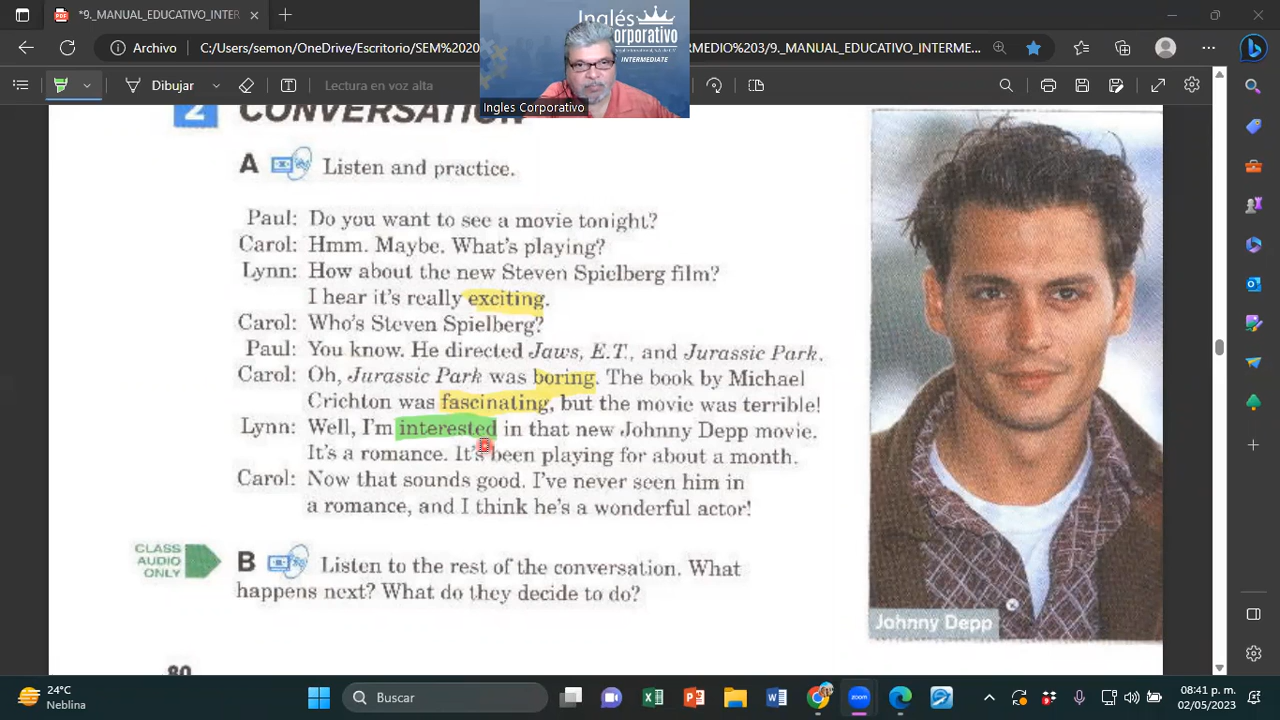 *9._MANUAL_EDUCATIVO_INTER
Inglés
Corporativo
INTERMEDIATE
Ingles Corporativo
Archivo
C:/Users/semon/OneDrive/Escritorio/SEM%20
RMEDIO%203/9._MANUAL_EDUCATIVO_INTERME...
Dibujar
Lectura en voz alta
2 CONVERSATION
A Listen and practice.
Paul: Do you want to see a movie tonight?
Carol: Hmm. Maybe. What's playing?
Lynn: How about the new Steven Spielberg film?
I hear it's really exciting.
Carol: Who's Steven Spielberg?
Paul: You know. He directed Jaws, E.T., and Jurassic Park.
Carol: Oh, Jurassic Park was boring. The book by Michael
Crichton was fascinating, but the movie was terrible!
Lynn: Well, I'm interested in that new Johnny Depp movie.
It's a romance. It's been playing for about a month.
Carol: Now that sounds good. I've never seen him in
a romance, and I think he's a wonderful actor!
CLASS
AUDIO
ONLY
B Listen to the rest of the conversation. What
happens next? What do they decide to do?
Johnny Depp
80
24°C
Neblina
Buscar
zoom
08:41 p. m.
02/05/2023